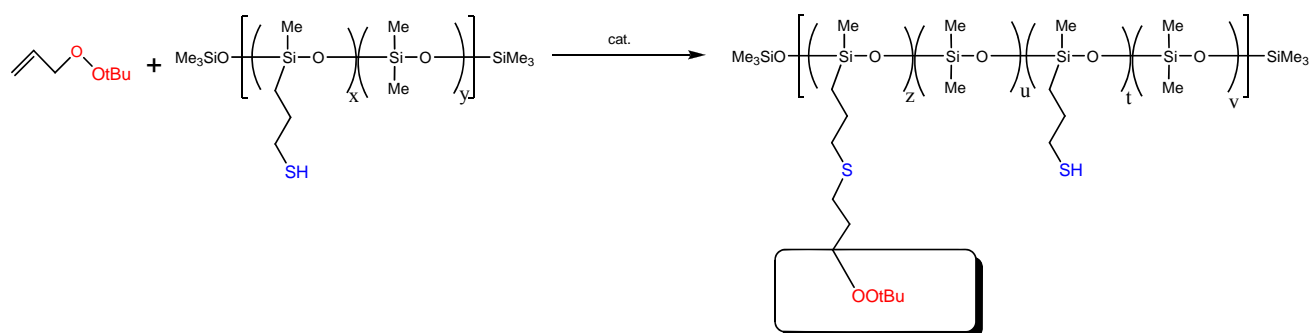 Me Me Me Me Me Me
cat.
O Me3SiO Si O Si O SiMe3 Me3SiO Si O Si O Si O Si O SiMe3
OtBu + Me Me Me
x y z u t v
SH S SH
OOtBu